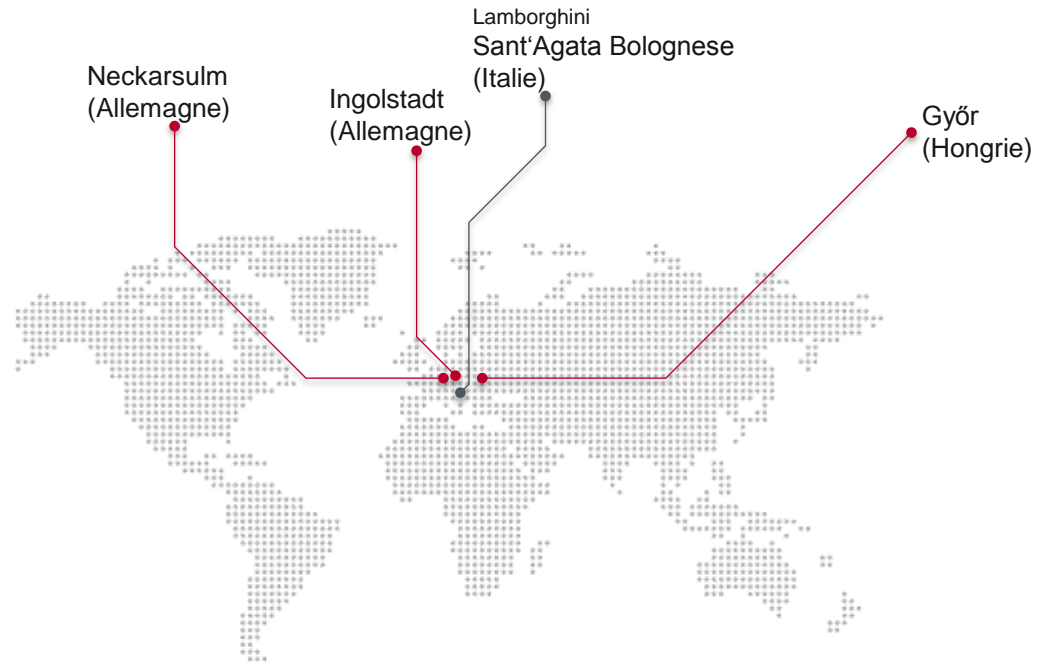 Lamborghini
Sant‘Agata Bolognese
(Italie)
Neckarsulm
(Allemagne)
Ingolstadt
(Allemagne)
Győr
(Hongrie)